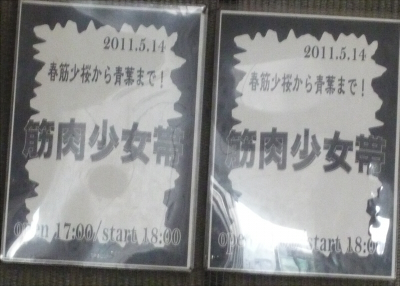 2011.5.14
春筋少桜から青葉まで!
筋肉少女帯
open 17:00/start 18:00
2011.5.14
春筋少桜から青葉まで!
筋肉少女帯
start 18:00